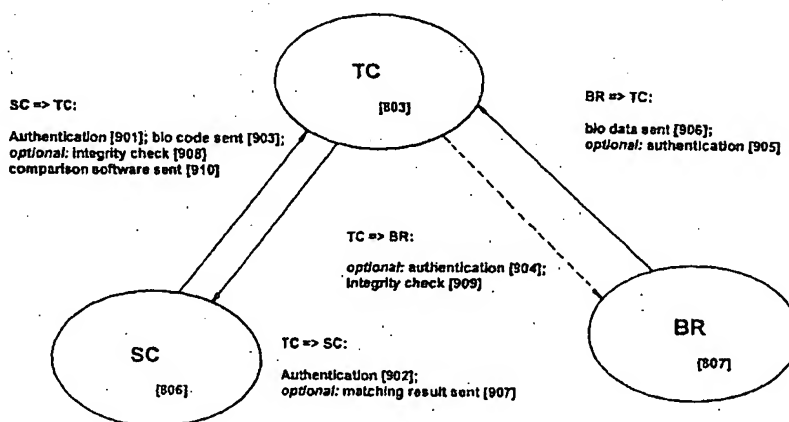 TC
[803]
SC => TC:
Authentication [901]; bio code sent [903];
optional: integrity check [908}
comparison software sent [910]
BR => TC:
bio data sent [906];
optional: authentication [905]
TC => BR:
optional: authentication [904];
integrity check [909]
SC
[806]
TC => SC:
Authentication [902];
optional: matching result sent [907]
BR
[807]